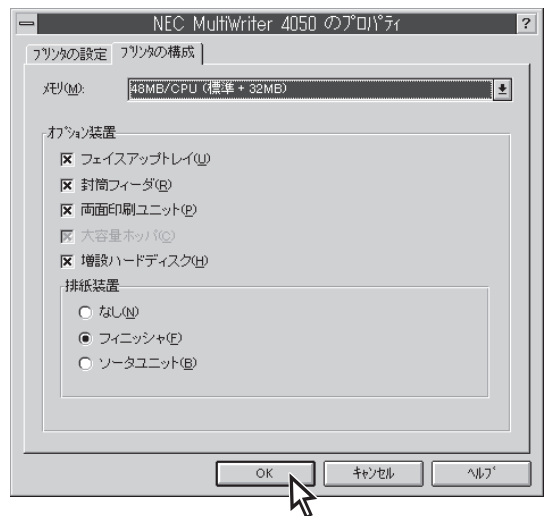 NEC MultiWriter 4050 のﾌﾟﾛﾊﾟﾃｨ ?
ﾌﾟﾘﾝﾀの設定 ﾌﾟﾘﾝﾀの構成
ﾒﾓﾘ(M): 48MB/CPU (標準 + 32MB)
ｵﾌﾟｼｮﾝ装置
フェイスアップトレイ(U)
封筒フィーダ(R)
両面印刷ユニット(P)
大容量ホッパ(C)
増設ハードディスク(H)
排紙装置
なし(N)
フィニッシャ(F)
ソータユニット(B)
OK ｷｬﾝｾﾙ ﾍﾙﾌﾟ